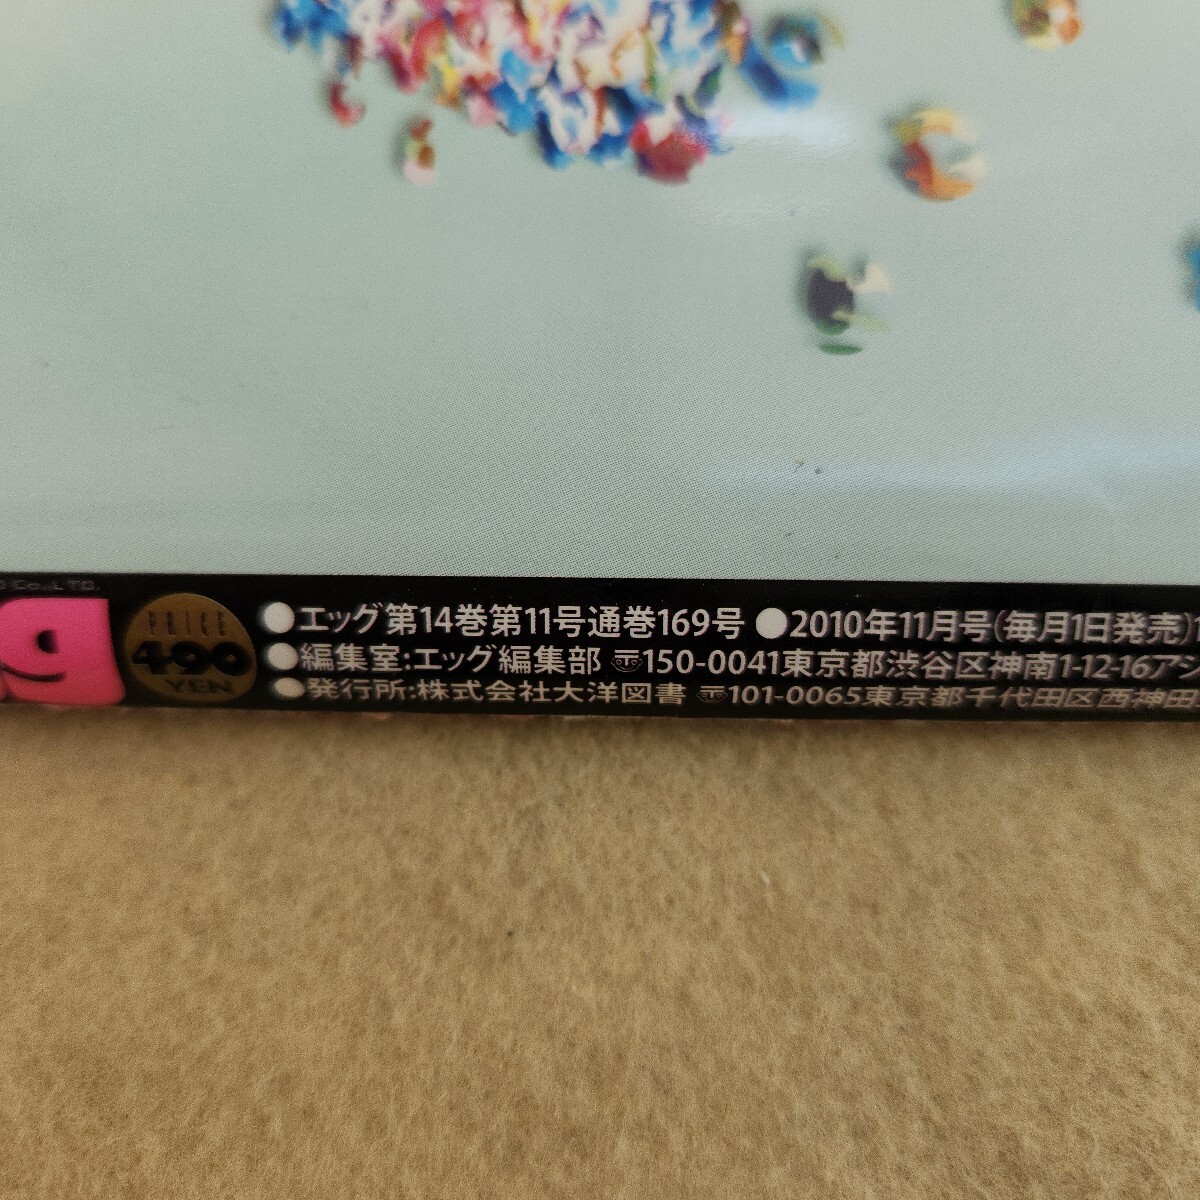 Co.,LTD.
g
PRICE
490
YEN
●エッグ第14巻第11号通巻169号 ●2010年11月号(毎月1日発売)
●編集室:エッグ編集部 〠150-0041東京都渋谷区神南1-12-16アジ
●発行所:株式会社大洋図書 〠101-0065東京都千代田区西神田